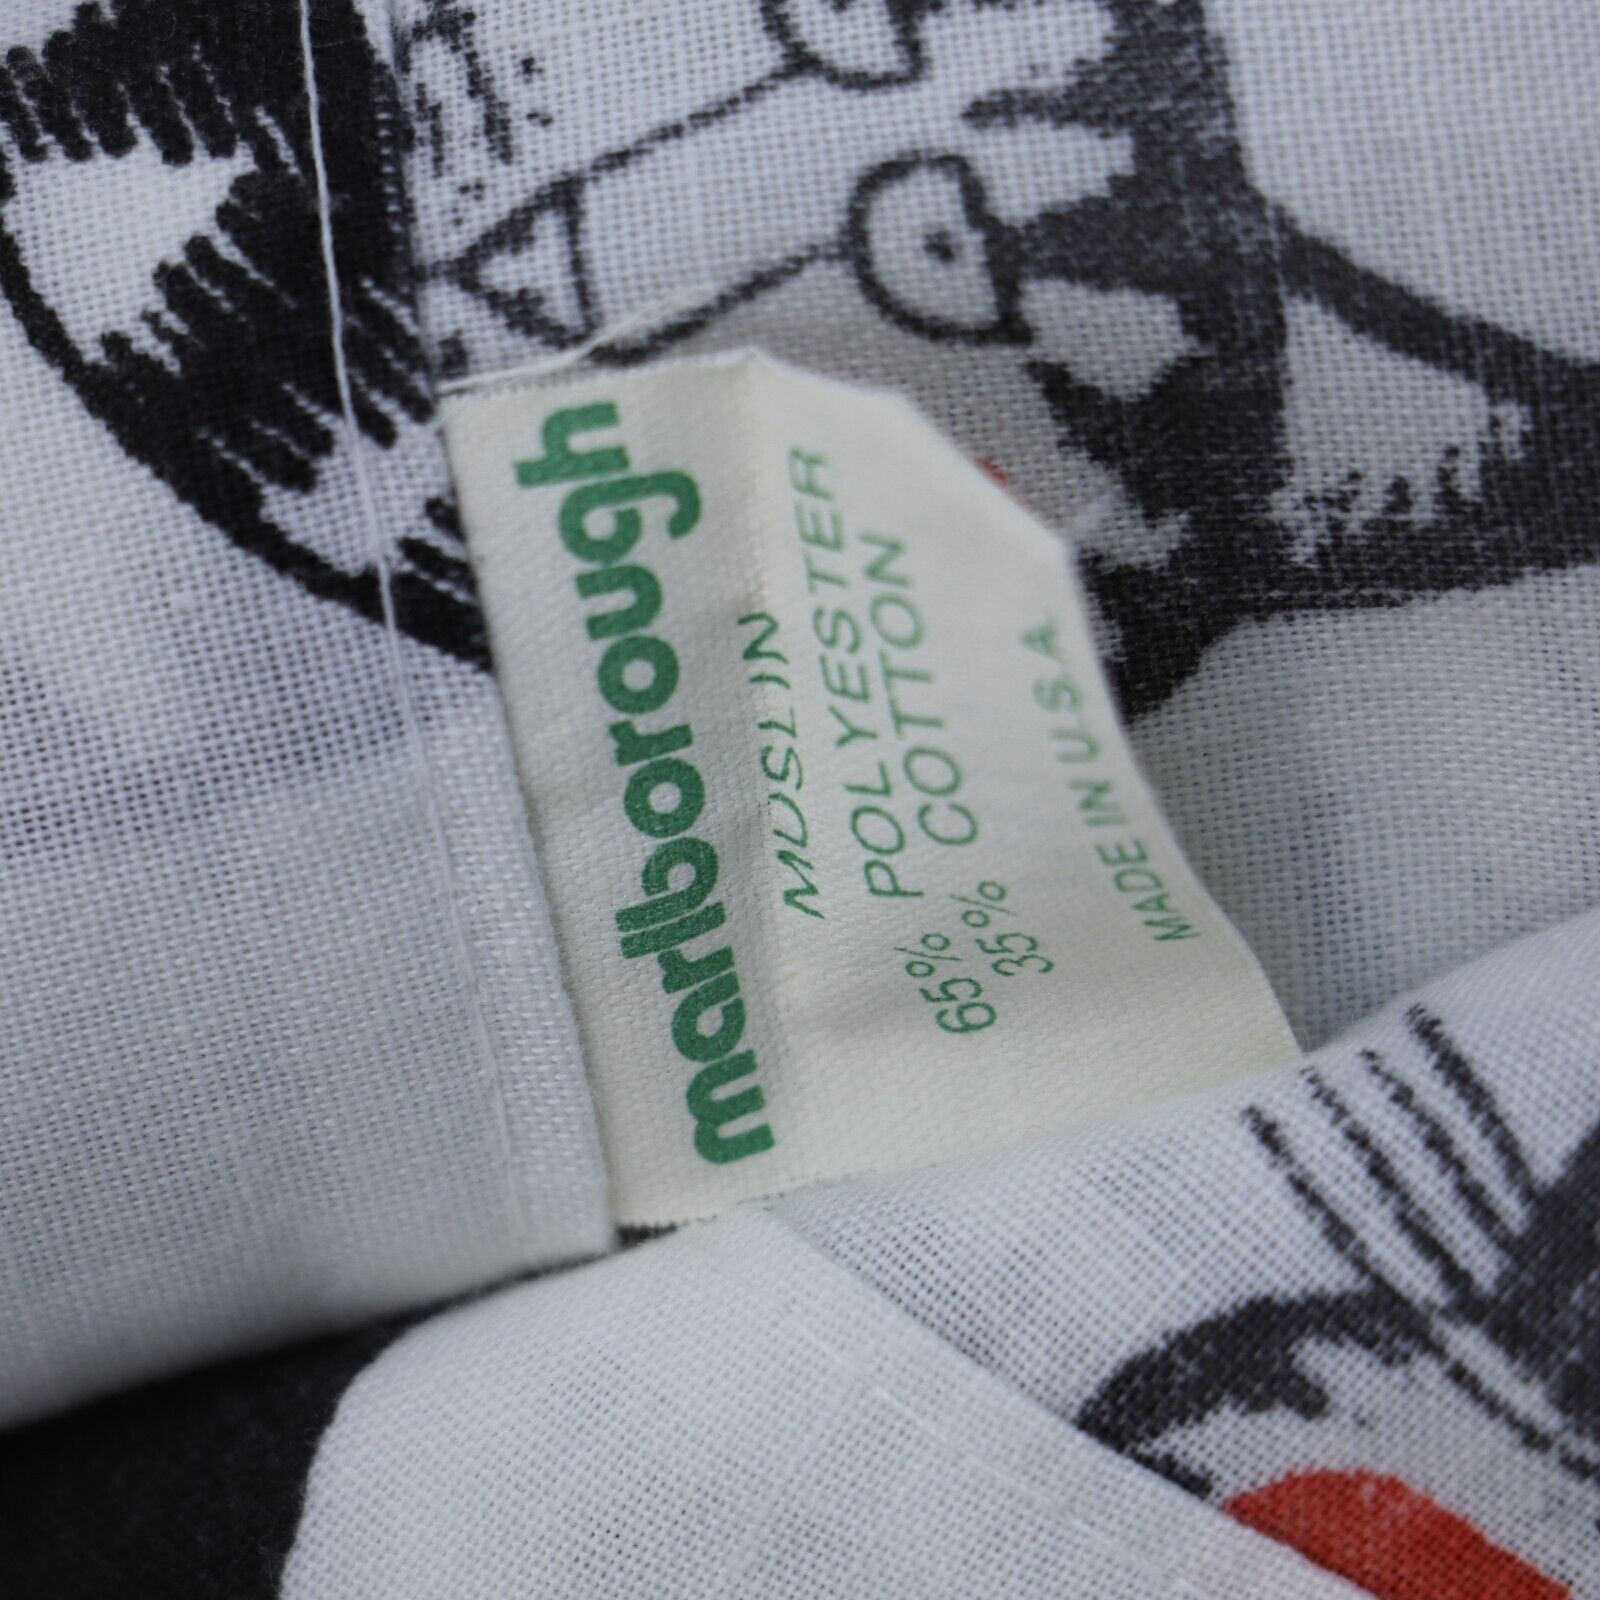 marlborough
MUSLIN
65% POLYESTER
35% COTTON
MADE IN U.S.A.